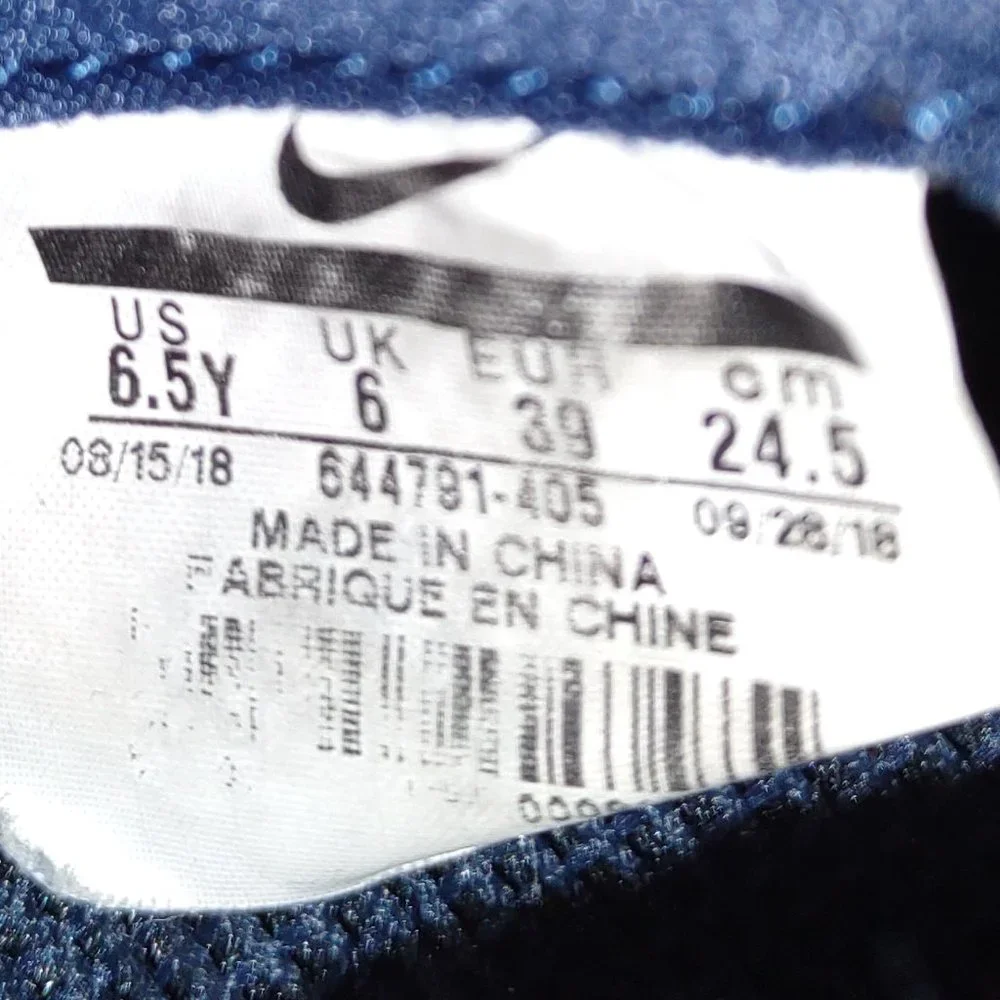 US UK EUR cm
6.5Y 6 39 24.5
08/15/18 644791-405 09/28/18
MADE IN CHINA
FABRIQUE EN CHINE